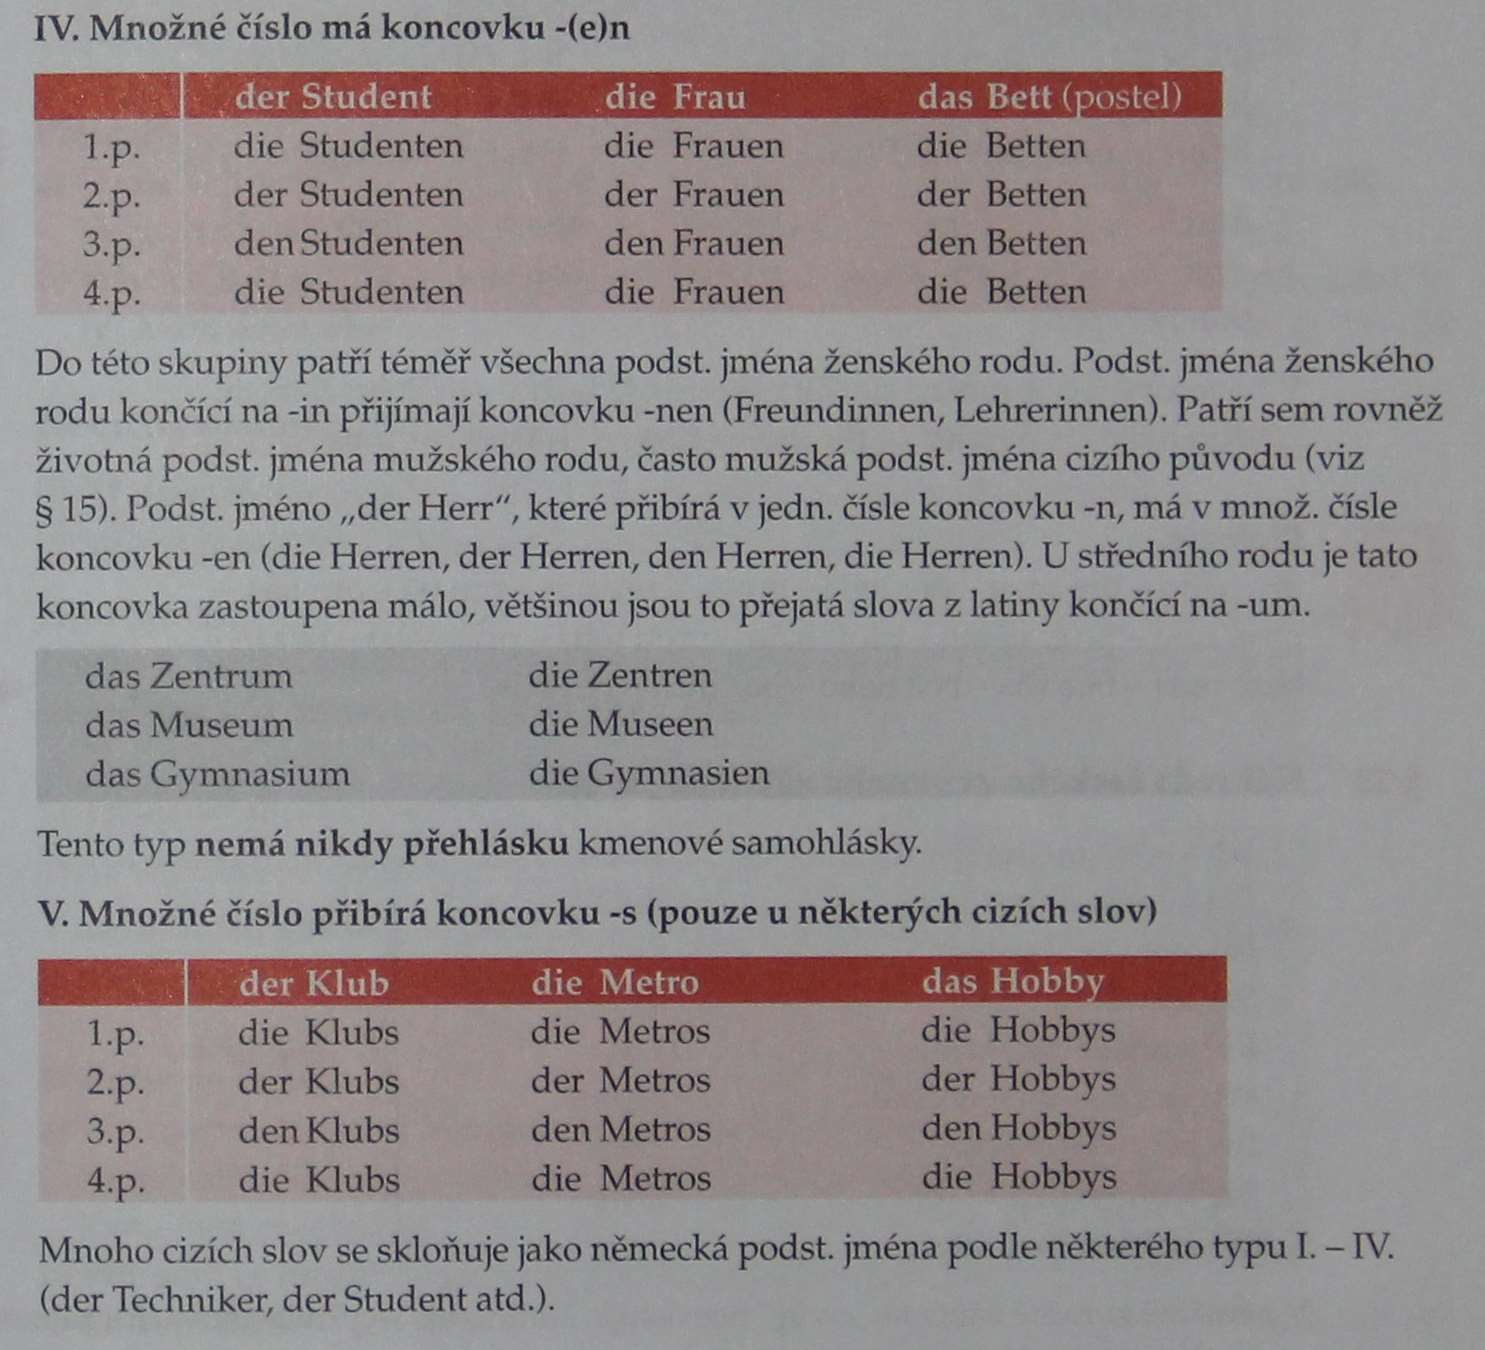 IV. Množné číslo má koncovku -(e)n
der Student die Frau das Bett (postel)
1.p. die Studenten die Frauen die Betten
2.p. der Studenten der Frauen der Betten
3.p. den Studenten den Frauen den Betten
4.p. die Studenten die Frauen die Betten
Do této skupiny patří téměř všechna podst. jména ženského rodu. Podst. jména ženského
rodu končící na -in přijímají koncovku -nen (Freundinnen, Lehrerinnen). Patří sem rovněž
životná podst. jména mužského rodu, často mužská podst. jména cizího původu (viz
§ 15). Podst. jméno „der Herr“, které přibírá v jedn. čísle koncovku -n, má v množ. čísle
koncovku -en (die Herren, der Herren, den Herren, die Herren). U středního rodu je tato
koncovka zastoupena málo, většinou jsou to přejatá slova z latiny končící na -um.
das Zentrum die Zentren
das Museum die Museen
das Gymnasium die Gymnasien
Tento typ nemá nikdy přehlásku kmenové samohlásky.
V. Množné číslo přibírá koncovku -s (pouze u některých cizích slov)
der Klub die Metro das Hobby
1.p. die Klubs die Metros die Hobbys
2.p. der Klubs der Metros der Hobbys
3.p. den Klubs den Metros den Hobbys
4.p. die Klubs die Metros die Hobbys
Mnoho cizích slov se skloňuje jako německá podst. jména podle některého typu I. – IV.
(der Techniker, der Student atd.).